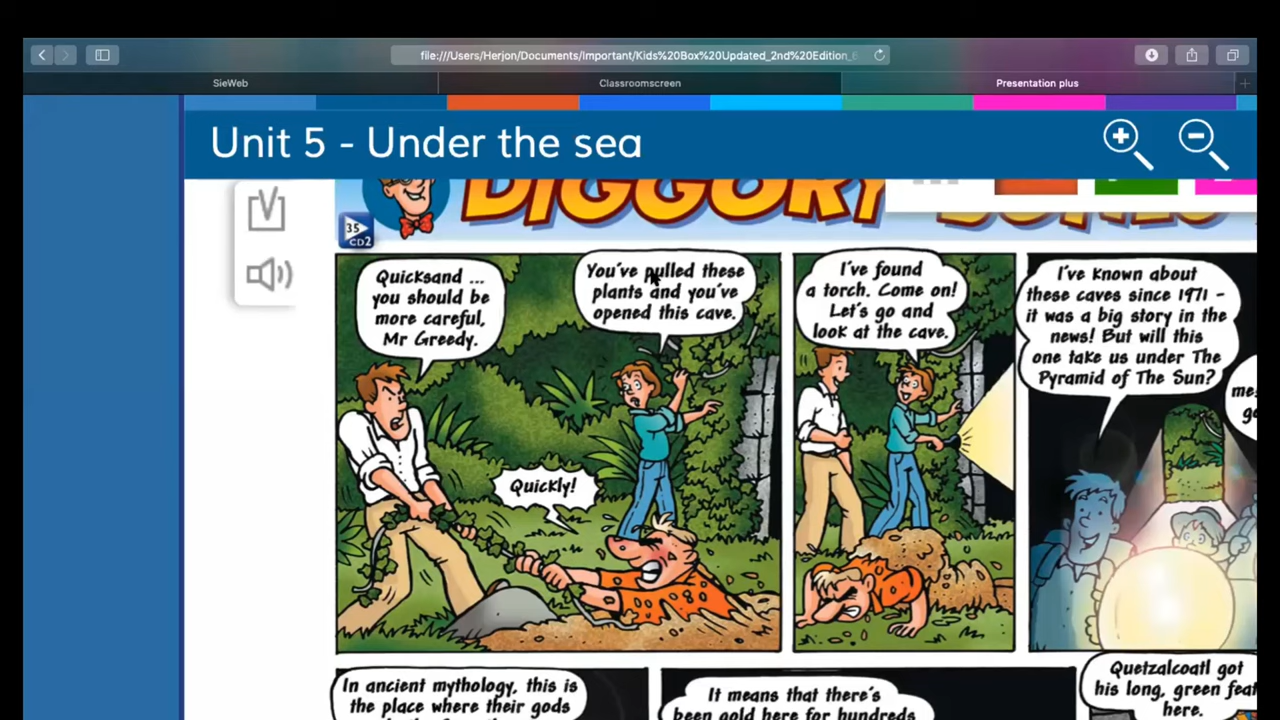 file:///Users/Herjon/Documents/Important/Kids%20Box%20Updated_2nd%20Edition_
SieWeb
Classroomscreen
Presentation plus
Unit 5 - Under the sea
DIGGORY
35
CD2
Quicksand ...
you should be
more careful,
Mr Greedy.
You've pulled these
plants and you've
opened this cave.
Quickly!
I've found
a torch. Come on!
Let's go and
look at the cave.
I've known about
these caves since 1971 -
it was a big story in the
news! But will this
one take us under The
Pyramid of The Sun?
In ancient mythology, this is
the place where their gods
It means that there's
been gold here for hundreds
Quetzalcoatl got
his long, green feat
here.